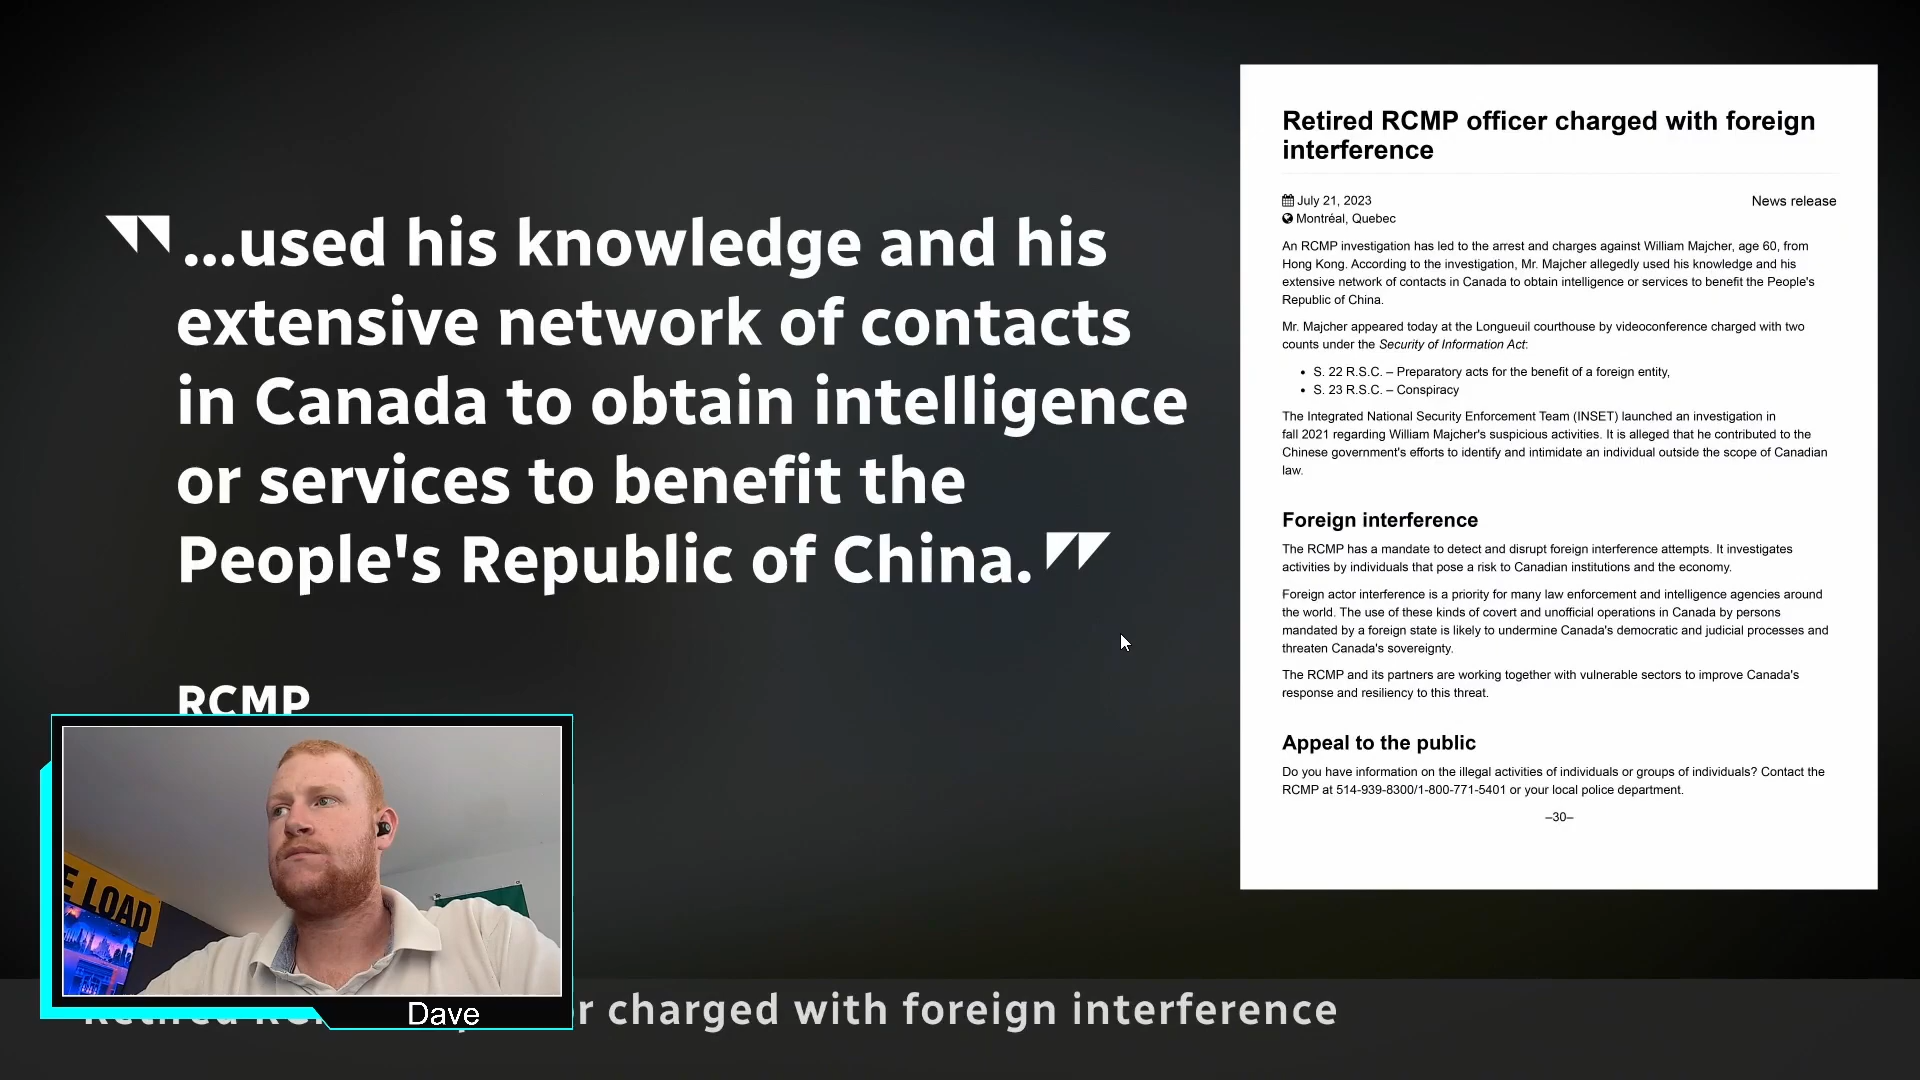 ...used his knowledge and his
extensive network of contacts
in Canada to obtain intelligence
or services to benefit the
People's Republic of China.
RCMP
Retired RCMP officer charged with foreign
interference
July 21, 2023
News release
Montréal, Quebec
An RCMP investigation has led to the arrest and charges against William Majcher, age 60, from
Hong Kong. According to the investigation, Mr. Majcher allegedly used his knowledge and his
extensive network of contacts in Canada to obtain intelligence or services to benefit the People's
Republic of China.
Mr. Majcher appeared today at the Longueuil courthouse by videoconference charged with two
counts under the Security of Information Act:
• S. 22 R.S.C. – Preparatory acts for the benefit of a foreign entity,
• S. 23 R.S.C. – Conspiracy
The Integrated National Security Enforcement Team (INSET) launched an investigation in
fall 2021 regarding William Majcher's suspicious activities. It is alleged that he contributed to the
Chinese government's efforts to identify and intimidate an individual outside the scope of Canadian
law.
Foreign interference
The RCMP has a mandate to detect and disrupt foreign interference attempts. It investigates
activities by individuals that pose a risk to Canadian institutions and the economy.
Foreign actor interference is a priority for many law enforcement and intelligence agencies around
the world. The use of these kinds of covert and unofficial operations in Canada by persons
mandated by a foreign state is likely to undermine Canada's democratic and judicial processes and
threaten Canada's sovereignty.
The RCMP and its partners are working together with vulnerable sectors to improve Canada's
response and resiliency to this threat.
Appeal to the public
Do you have information on the illegal activities of individuals or groups of individuals? Contact the
RCMP at 514-939-8300/1-800-771-5401 or your local police department.
–30–
E LOAD
Dave
r charged with foreign interference